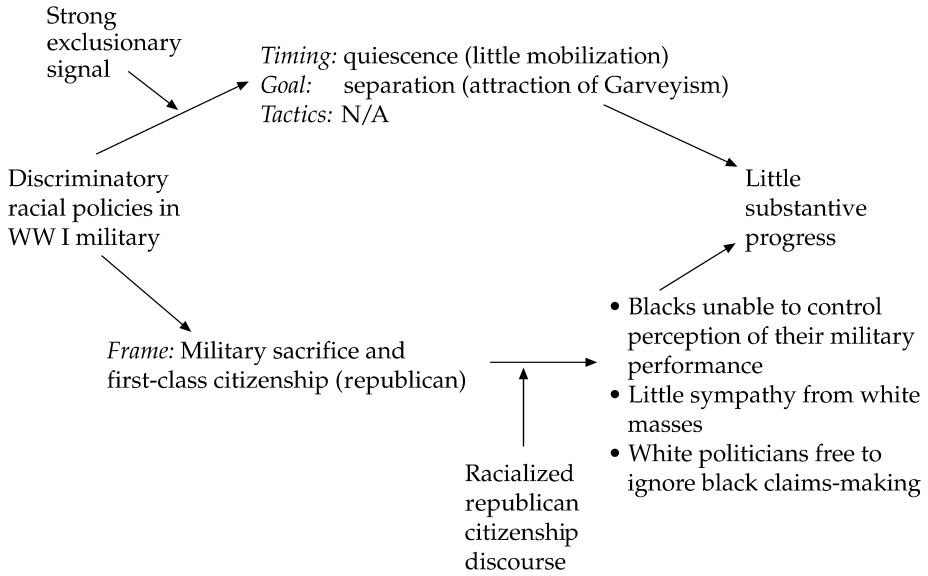 Strong
exclusionary
signal
Timing: quiescence (little mobilization)
Goal: separation (attraction of Garveyism)
Tactics: N/A
Discriminatory
racial policies in
WW I military
Little
substantive
progress
Frame: Military sacrifice and
first-class citizenship (republican)
• Blacks unable to control
perception of their military
performance
• Little sympathy from white
masses
• White politicians free to
ignore black claims-making
Racialized
republican
citizenship
discourse